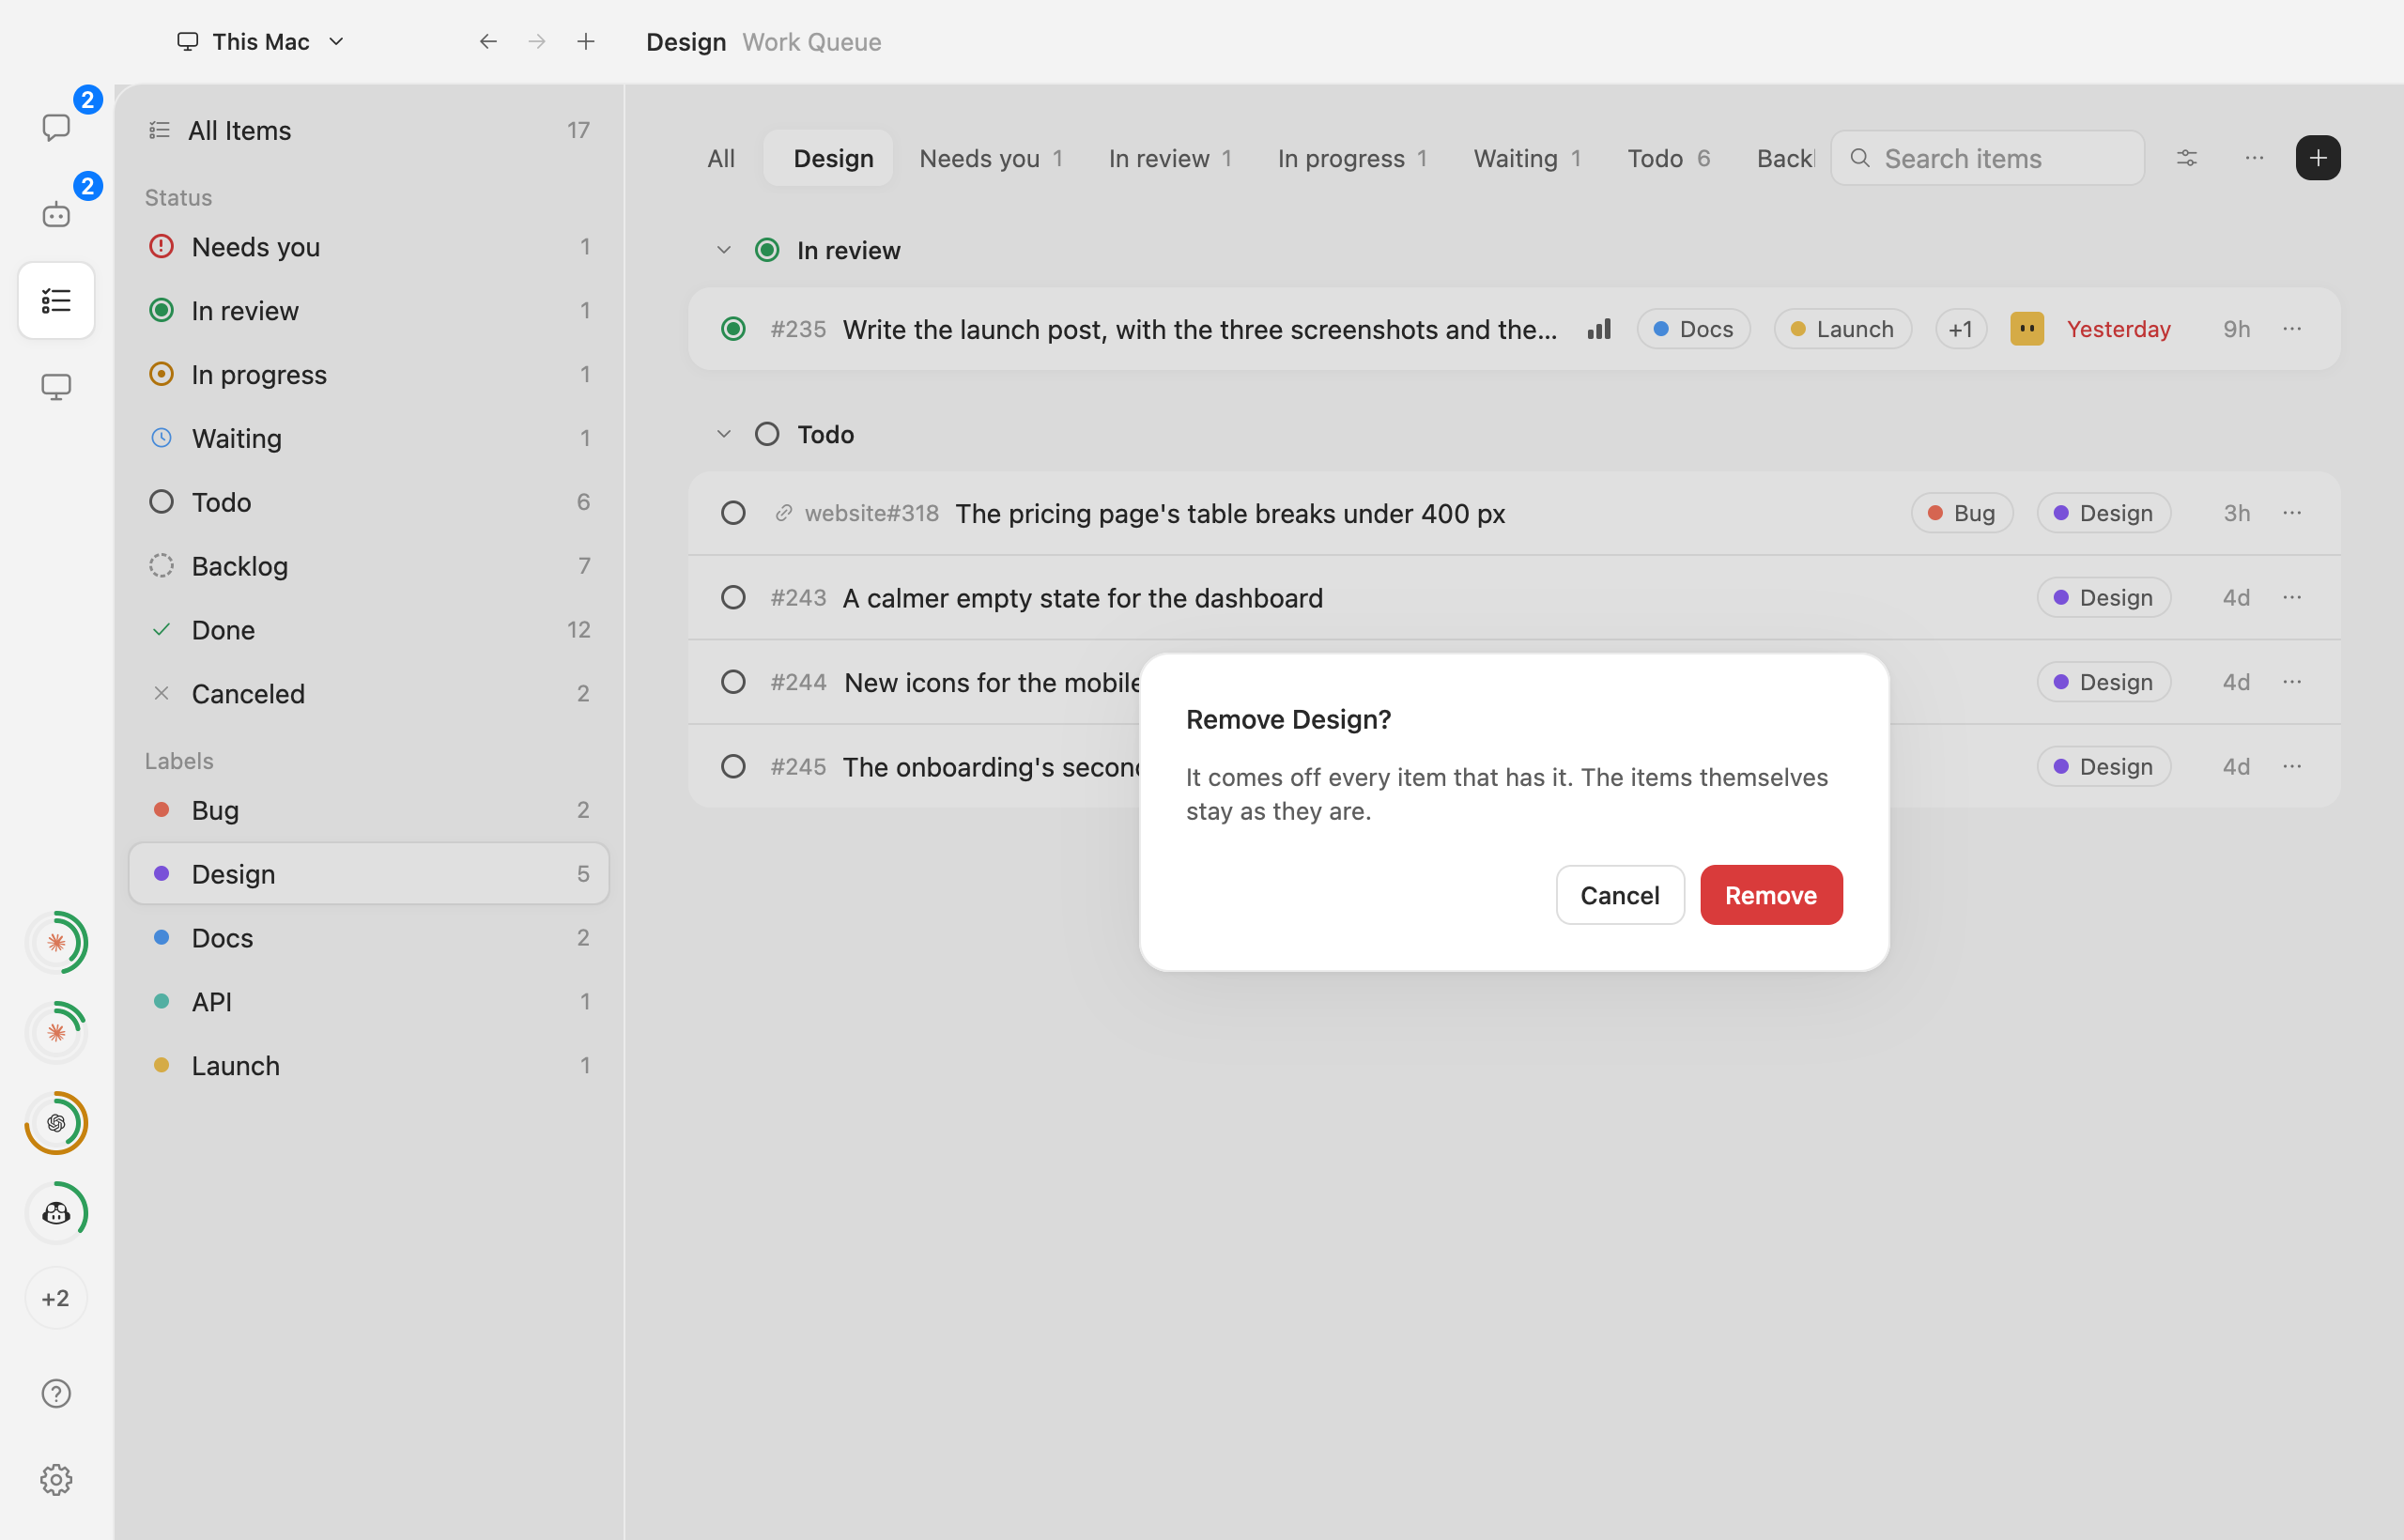 This Mac
Design Work Queue
2
2
+2
All Items 17
Status
Needs you 1
In review 1
In progress 1
Waiting 1
Todo 6
Backlog 7
Done 12
Canceled 2
Labels
Bug 2
Design 5
Docs 2
API 1
Launch 1
All Design Needs you 1 In review 1 In progress 1 Waiting 1 Todo 6 Back Search items
In review
#235 Write the launch post, with the three screenshots and the... Docs Launch +1 Yesterday 9h
Todo
website#318 The pricing page's table breaks under 400 px Bug Design 3h
#243 A calmer empty state for the dashboard Design 4d
#244 New icons for the mobile Design 4d
#245 The onboarding's second Design 4d
Remove Design?
It comes off every item that has it. The items themselves
stay as they are.
Cancel Remove